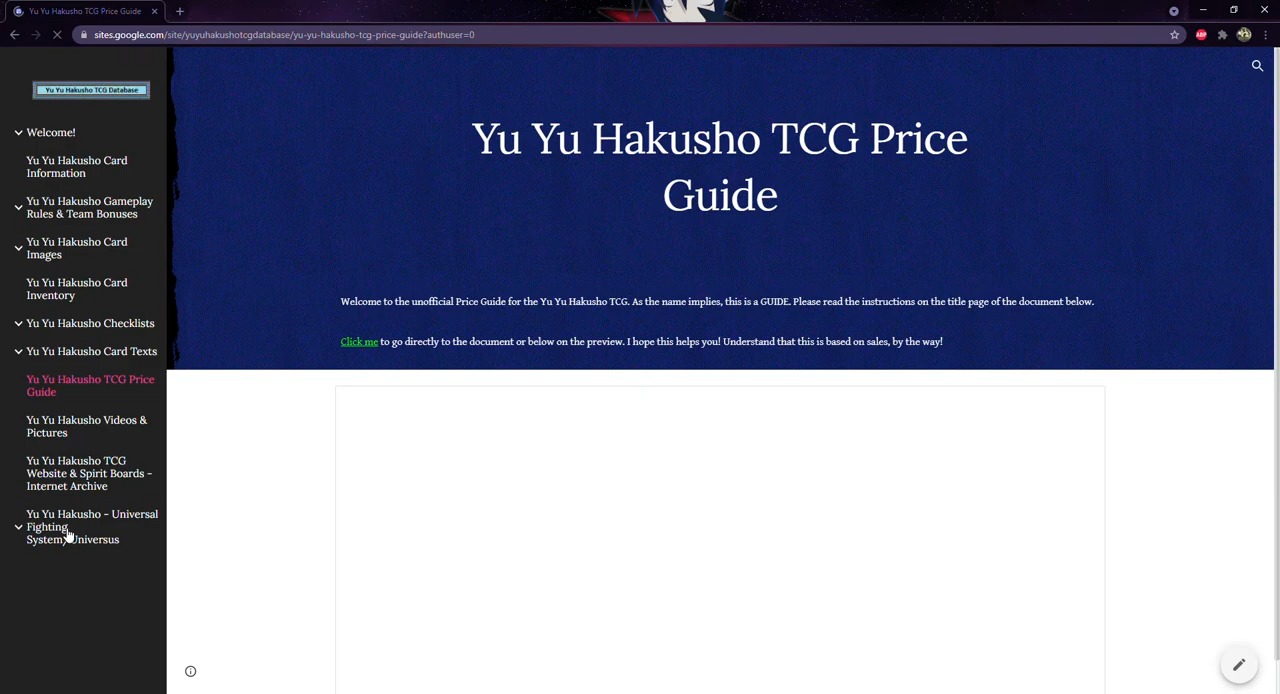 Yu Yu Hakusho TCG Price Guide
sites.google.com/site/yuyuhakushotcgdatabase/yu-yu-hakusho-tcg-price-guide?authuser=0
ABP
Yu Yu Hakusho TCG Database
Welcome!
Yu Yu Hakusho Card
Information
Yu Yu Hakusho Gameplay
Rules & Team Bonuses
Yu Yu Hakusho Card
Images
Yu Yu Hakusho Card
Inventory
Yu Yu Hakusho Checklists
Yu Yu Hakusho Card Texts
Yu Yu Hakusho TCG Price
Guide
Yu Yu Hakusho Videos &
Pictures
Yu Yu Hakusho TCG
Website & Spirit Boards -
Internet Archive
Yu Yu Hakusho - Universal
Fighting
System/Universus
Yu Yu Hakusho TCG Price
Guide
Welcome to the unofficial Price Guide for the Yu Yu Hakusho TCG. As the name implies, this is a GUIDE. Please read the instructions on the title page of the document below.
Click me to go directly to the document or below on the preview. I hope this helps you! Understand that this is based on sales, by the way!